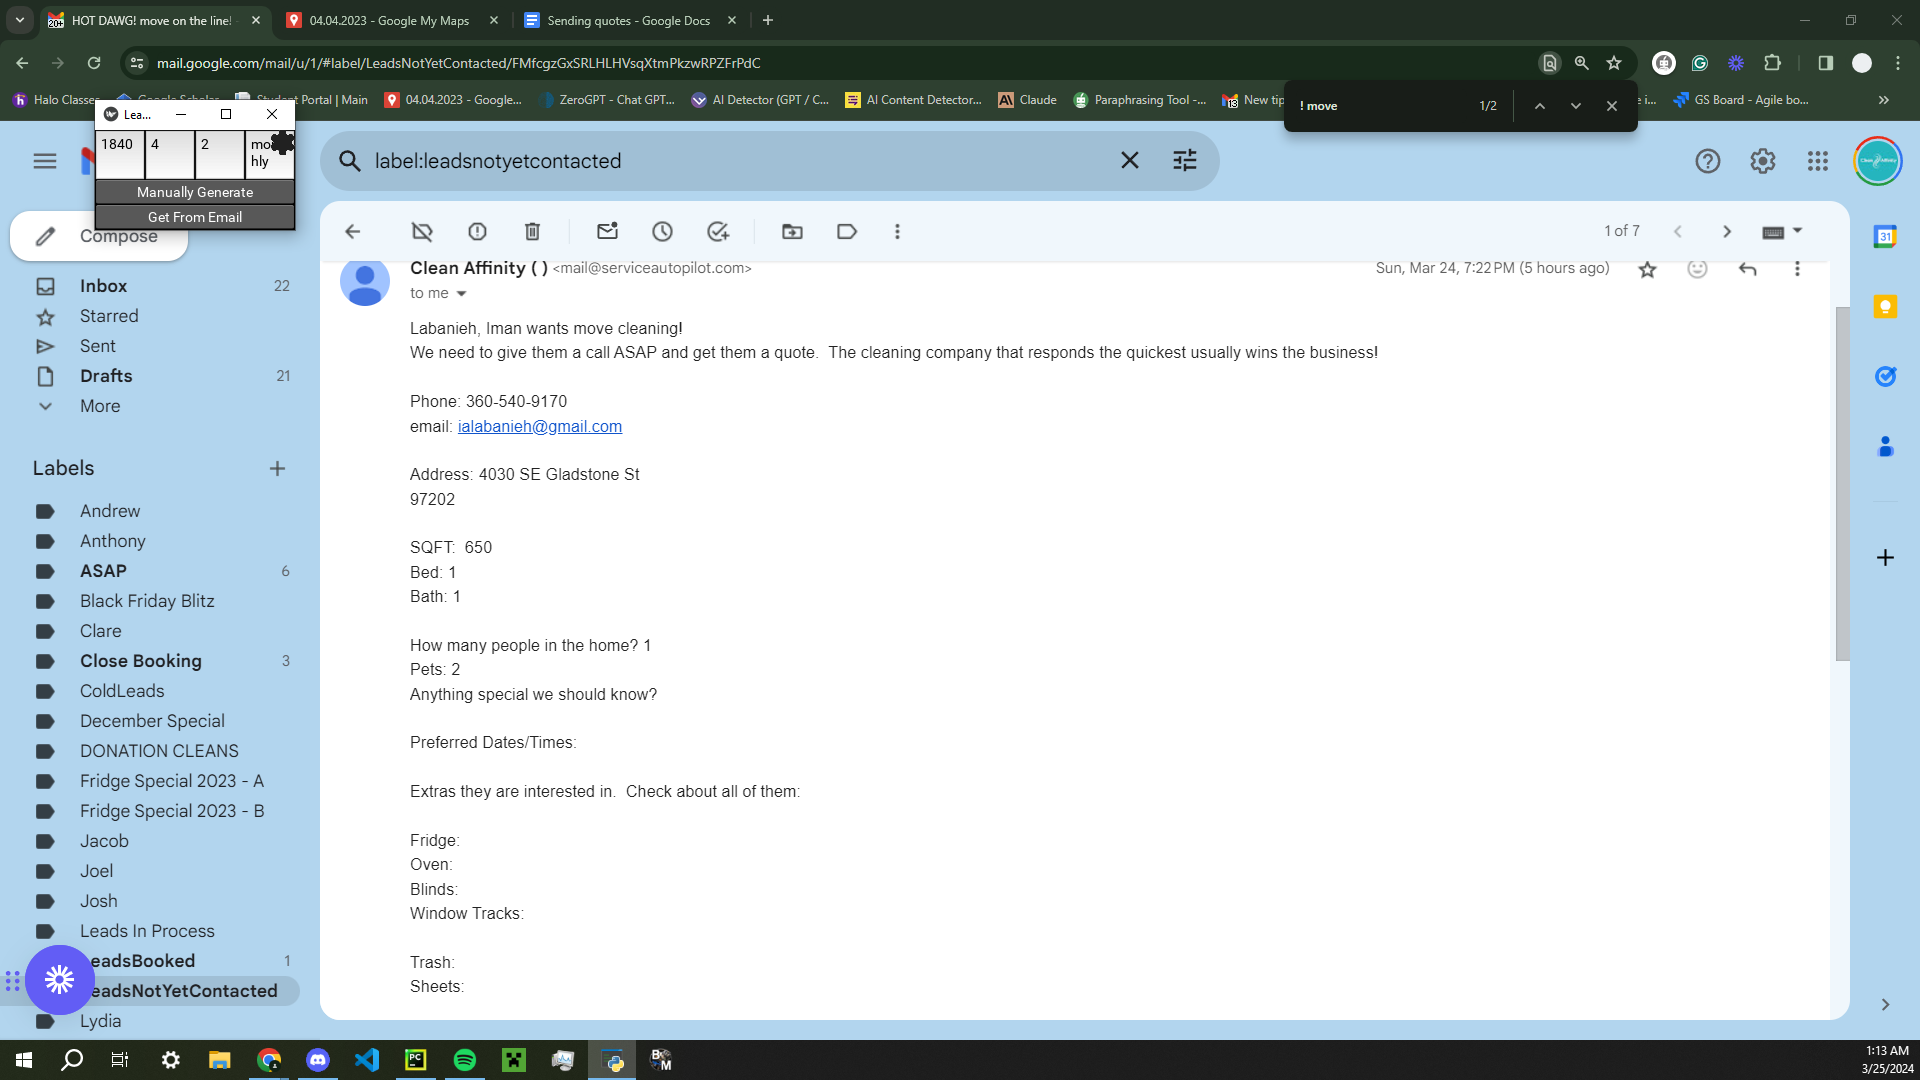 HOT DAWG! move on the line!
04.04.2023 - Google My Maps
Sending quotes - Google Docs
mail.google.com/mail/u/1/#label/LeadsNotYetContacted/FMfcgzGxSRLHLHVsqXtmPkzwRPZFrPdC
Halo Classe
04.04.2023 - Google...
ZeroGPT - Chat GPT...
AI Detector (GPT / C...
AI Content Detector...
Claude
Paraphrasing Tool -...
New tip
GS Board - Agile bo...
»
! move
1/2
Lea...
1840
4
2
mo
hly
Manually Generate
Get From Email
label:leadsnotyetcontacted
Compose
1 of 7
Inbox 22
Starred
Sent
Drafts 21
More
Labels
Andrew
Anthony
ASAP 6
Black Friday Blitz
Clare
Close Booking 3
ColdLeads
December Special
DONATION CLEANS
Fridge Special 2023 - A
Fridge Special 2023 - B
Jacob
Joel
Josh
Leads In Process
eadsBooked 1
eadsNotYetContacted
Lydia
Clean Affinity ( ) <mail@serviceautopilot.com>
Sun, Mar 24, 7:22 PM (5 hours ago)
to me
Labanieh, Iman wants move cleaning!
We need to give them a call ASAP and get them a quote.  The cleaning company that responds the quickest usually wins the business!
Phone: 360-540-9170
email: ialabanieh@gmail.com
Address: 4030 SE Gladstone St
97202
SQFT:  650
Bed: 1
Bath: 1
How many people in the home? 1
Pets: 2
Anything special we should know?
Preferred Dates/Times:
Extras they are interested in.  Check about all of them:
Fridge:
Oven:
Blinds:
Window Tracks:
Trash:
Sheets:
1:13 AM
3/25/2024